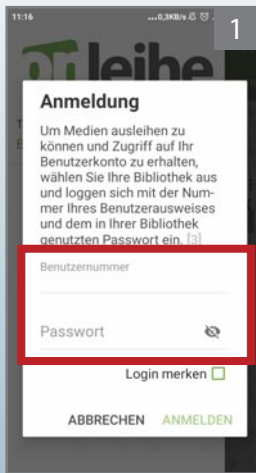 11:16
...0,3KB/s
1
onleihe
Anmeldung
Um Medien ausleihen zu
können und Zugriff auf Ihr
Benutzerkonto zu erhalten,
wählen Sie Ihre Bibliothek aus
und loggen sich mit der Num-
mer Ihres Benutzerausweises
und dem in Ihrer Bibliothek
genutzten Passwort ein. [3]
Benutzernummer
Passwort
Login merken
ABBRECHEN ANMELDEN